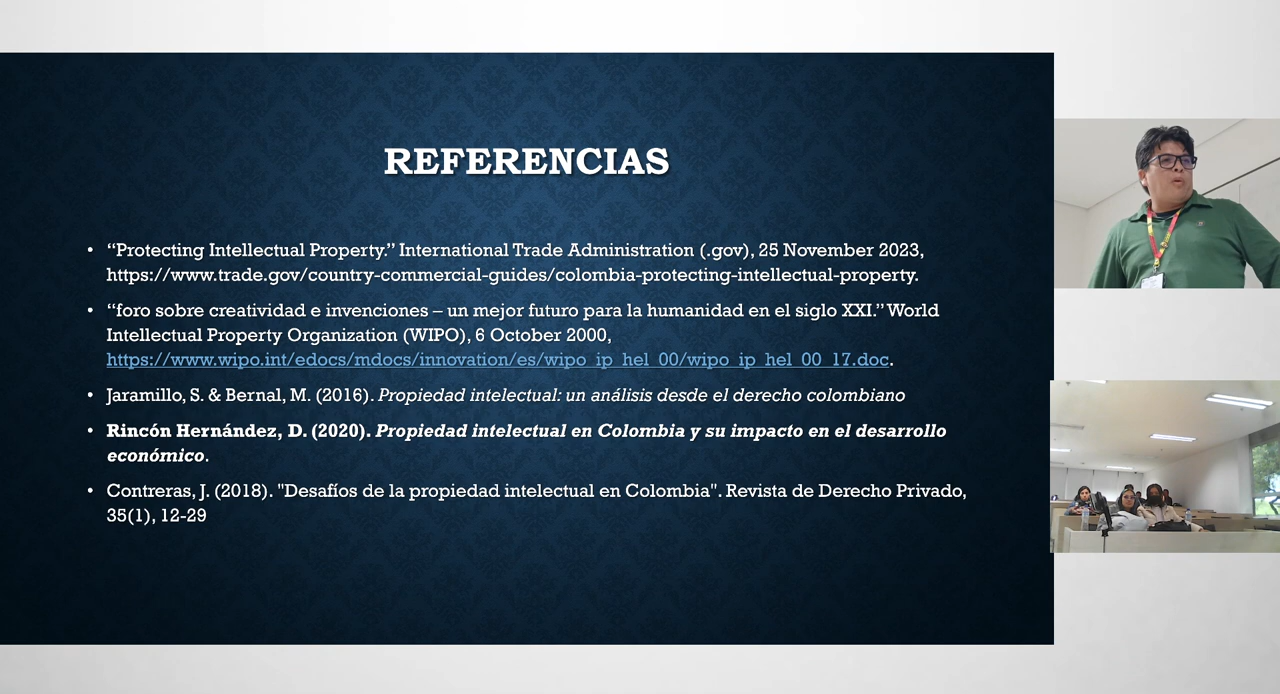 REFERENCIAS
• “Protecting Intellectual Property.” International Trade Administration (.gov), 25 November 2023,
https://www.trade.gov/country-commercial-guides/colombia-protecting-intellectual-property.
• “foro sobre creatividad e invenciones – un mejor futuro para la humanidad en el siglo XXI.” World
Intellectual Property Organization (WIPO), 6 October 2000,
https://www.wipo.int/edocs/mdocs/innovation/es/wipo_ip_hel_00/wipo_ip_hel_00_17.doc.
• Jaramillo, S. & Bernal, M. (2016). Propiedad intelectual: un análisis desde el derecho colombiano
• Rincón Hernández, D. (2020). Propiedad intelectual en Colombia y su impacto en el desarrollo
económico.
• Contreras, J. (2018). "Desafíos de la propiedad intelectual en Colombia". Revista de Derecho Privado,
35(1), 12-29